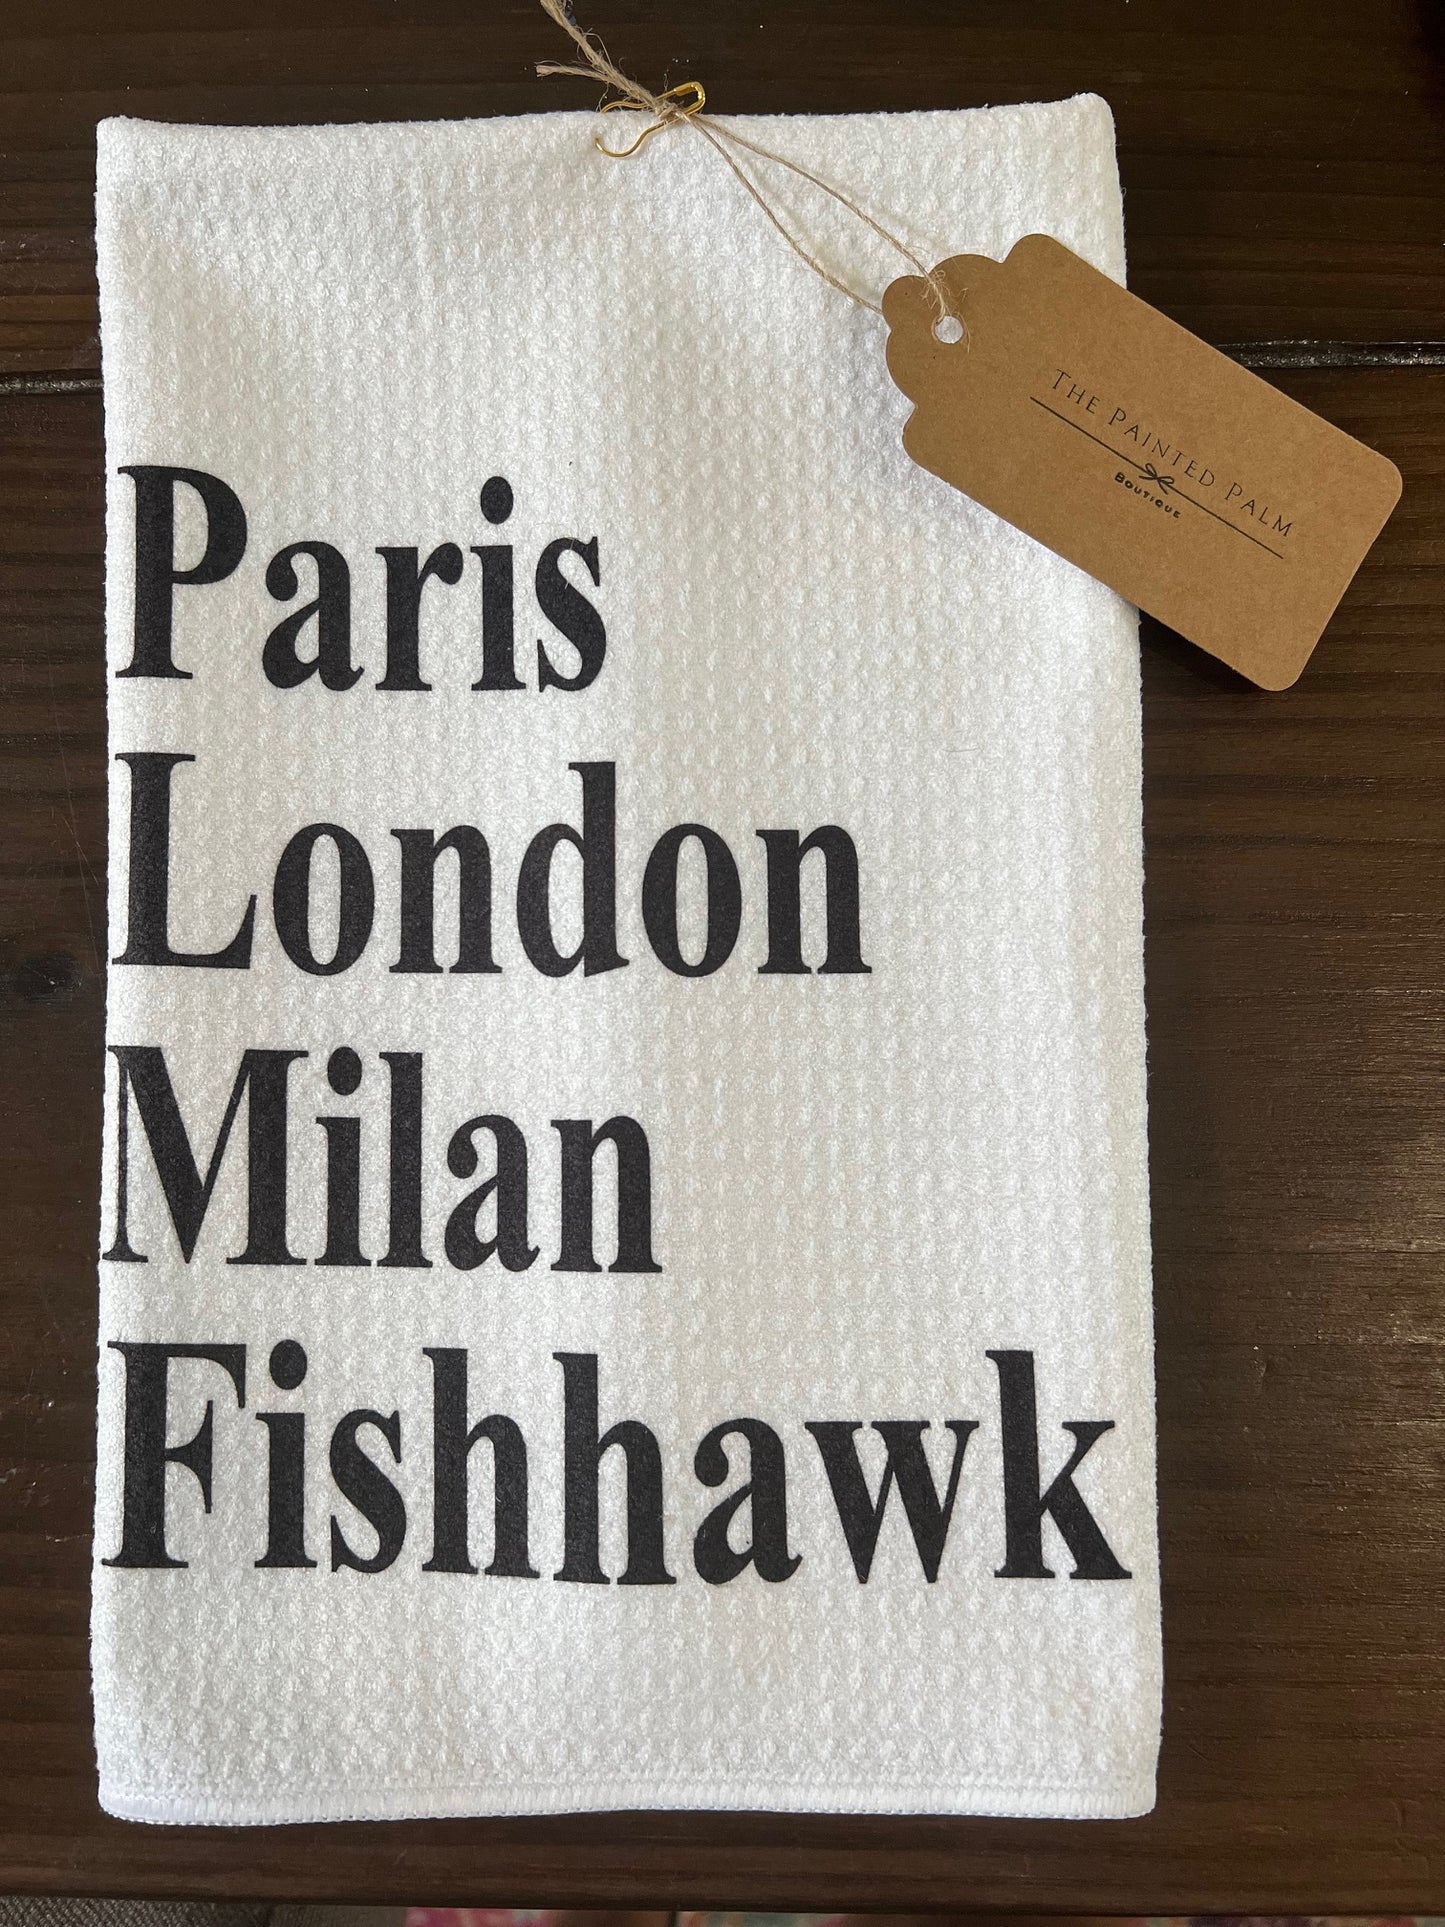 The Painted Palm
Boutique
Paris
London
Milan
Fishhawk